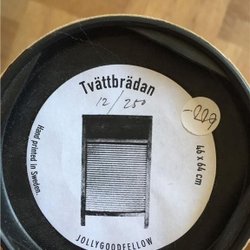 Tvättbrädan
12/250
Hand printed in Sweden.
46 x 64 cm
JOLLYGOODFELLOW